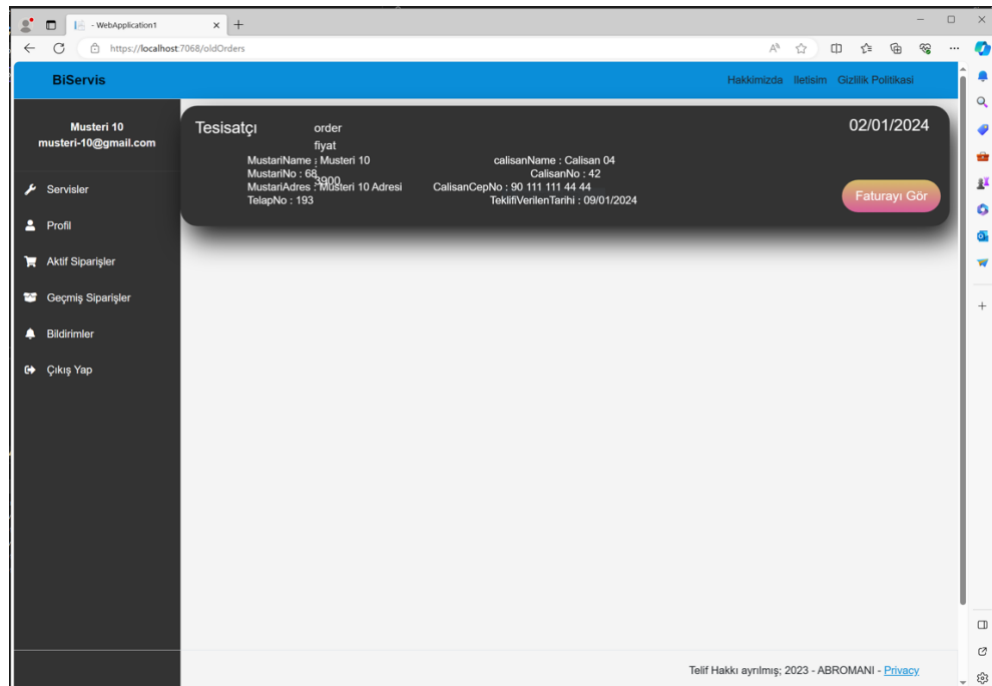 - WebApplication1
https://localhost:7068/oldOrders
BiServis
Hakkimizda Iletisim Gizlilik Politikasi
Musteri 10
musteri-10@gmail.com
Servisler
Profil
Aktif Siparişler
Geçmiş Siparişler
Bildirimler
Çıkış Yap
Tesisatçı
order
fiyat
:
3900
02/01/2024
MustariName : Musteri 10
MustariNo : 68
MustariAdres : Musteri 10 Adresi
TelapNo : 193
calisanName : Calisan 04
CalisanNo : 42
CalisanCepNo : 90 111 111 44 44
TeklifiVerilenTarihi : 09/01/2024
Faturayı Gör
Telif Hakkı ayrılmış; 2023 - ABROMANI - Privacy